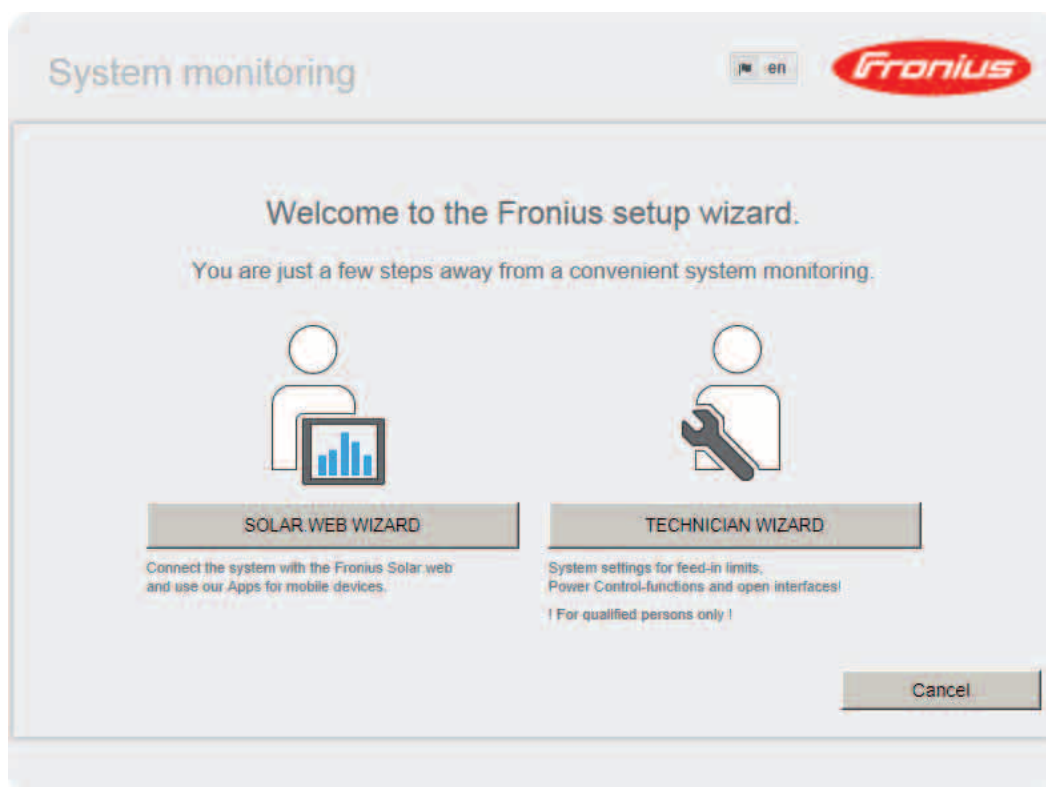 System monitoring
en
Fronius
Welcome to the Fronius setup wizard.
You are just a few steps away from a convenient system monitoring.
SOLAR.WEB WIZARD
Connect the system with the Fronius Solar.web
and use our Apps for mobile devices.
TECHNICIAN WIZARD
System settings for feed-in limits,
Power Control-functions and open interfaces!
! For qualified persons only !
Cancel